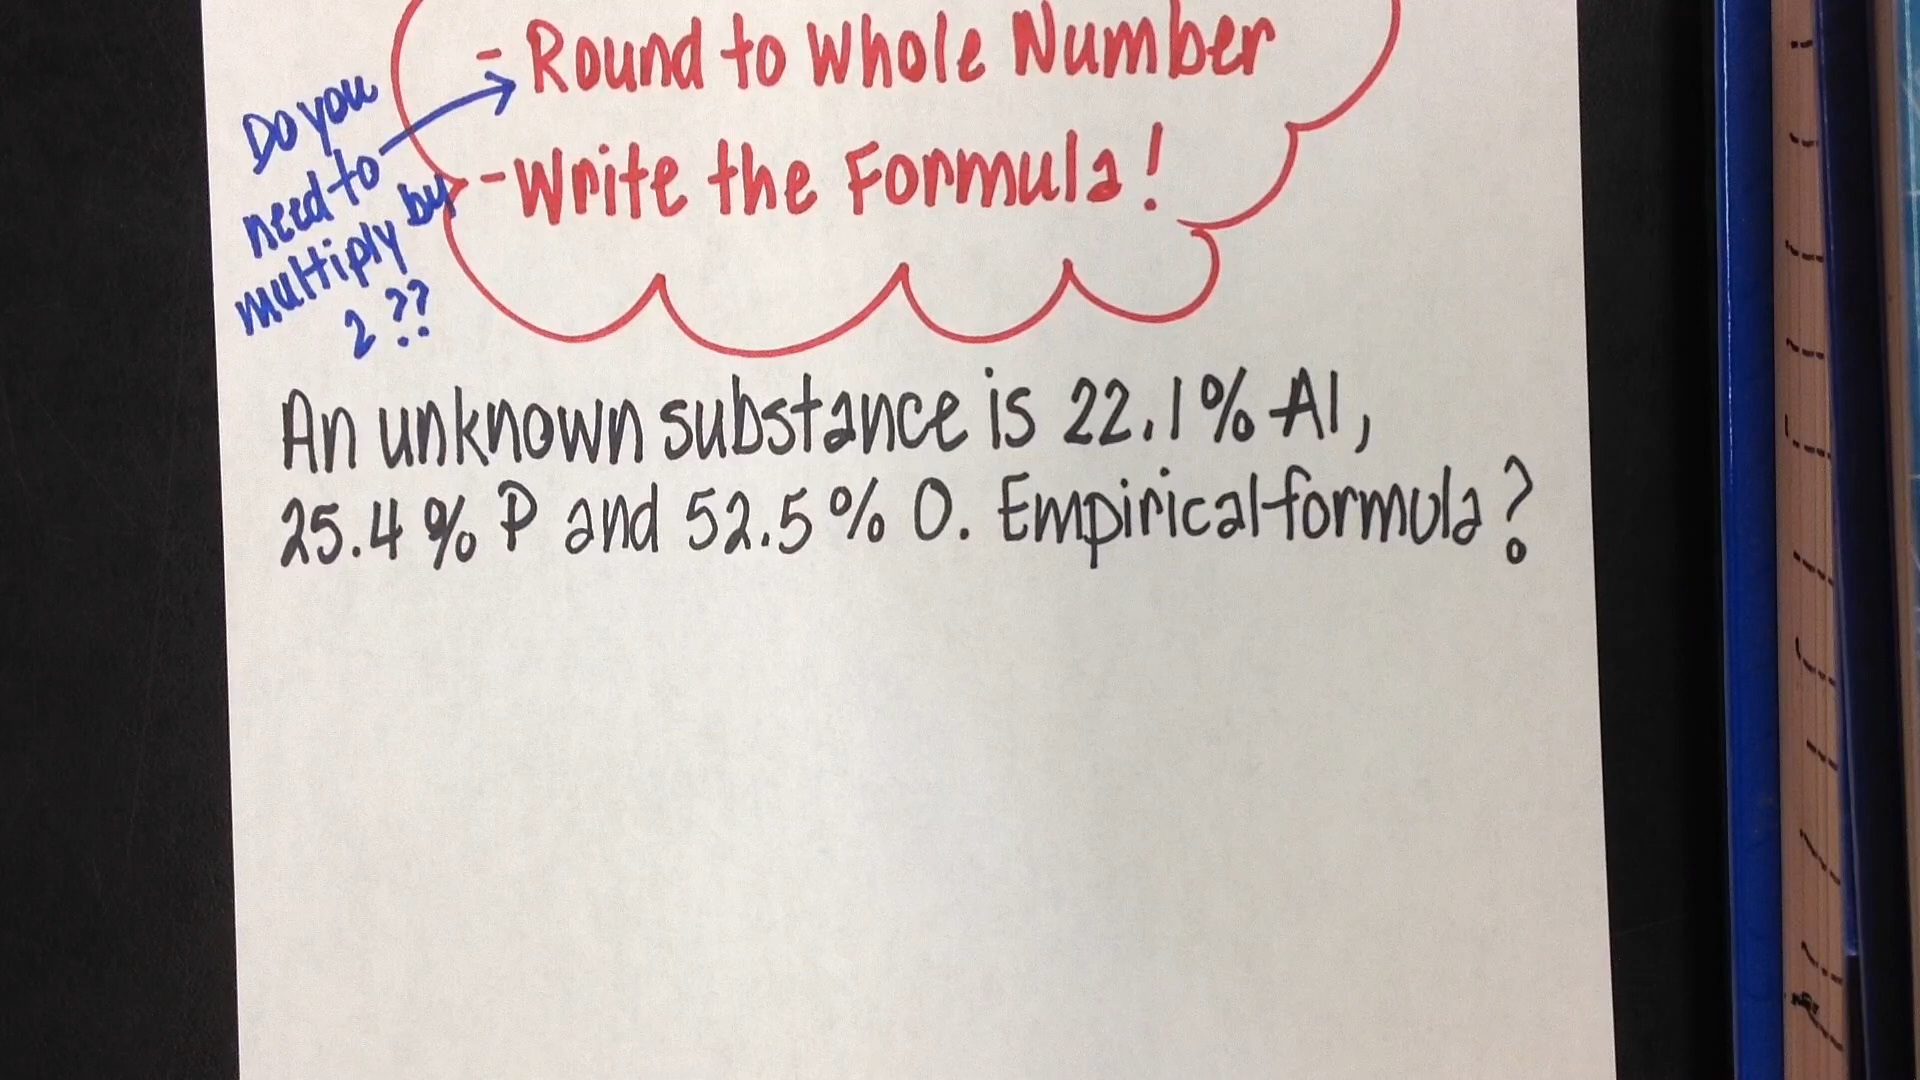 - Round to Whole Number
- Write the Formula!
Do you
need to
multiply by
2 ??
An unknown substance is 22.1% Al,
25.4% P and 52.5% O. Empirical formula?